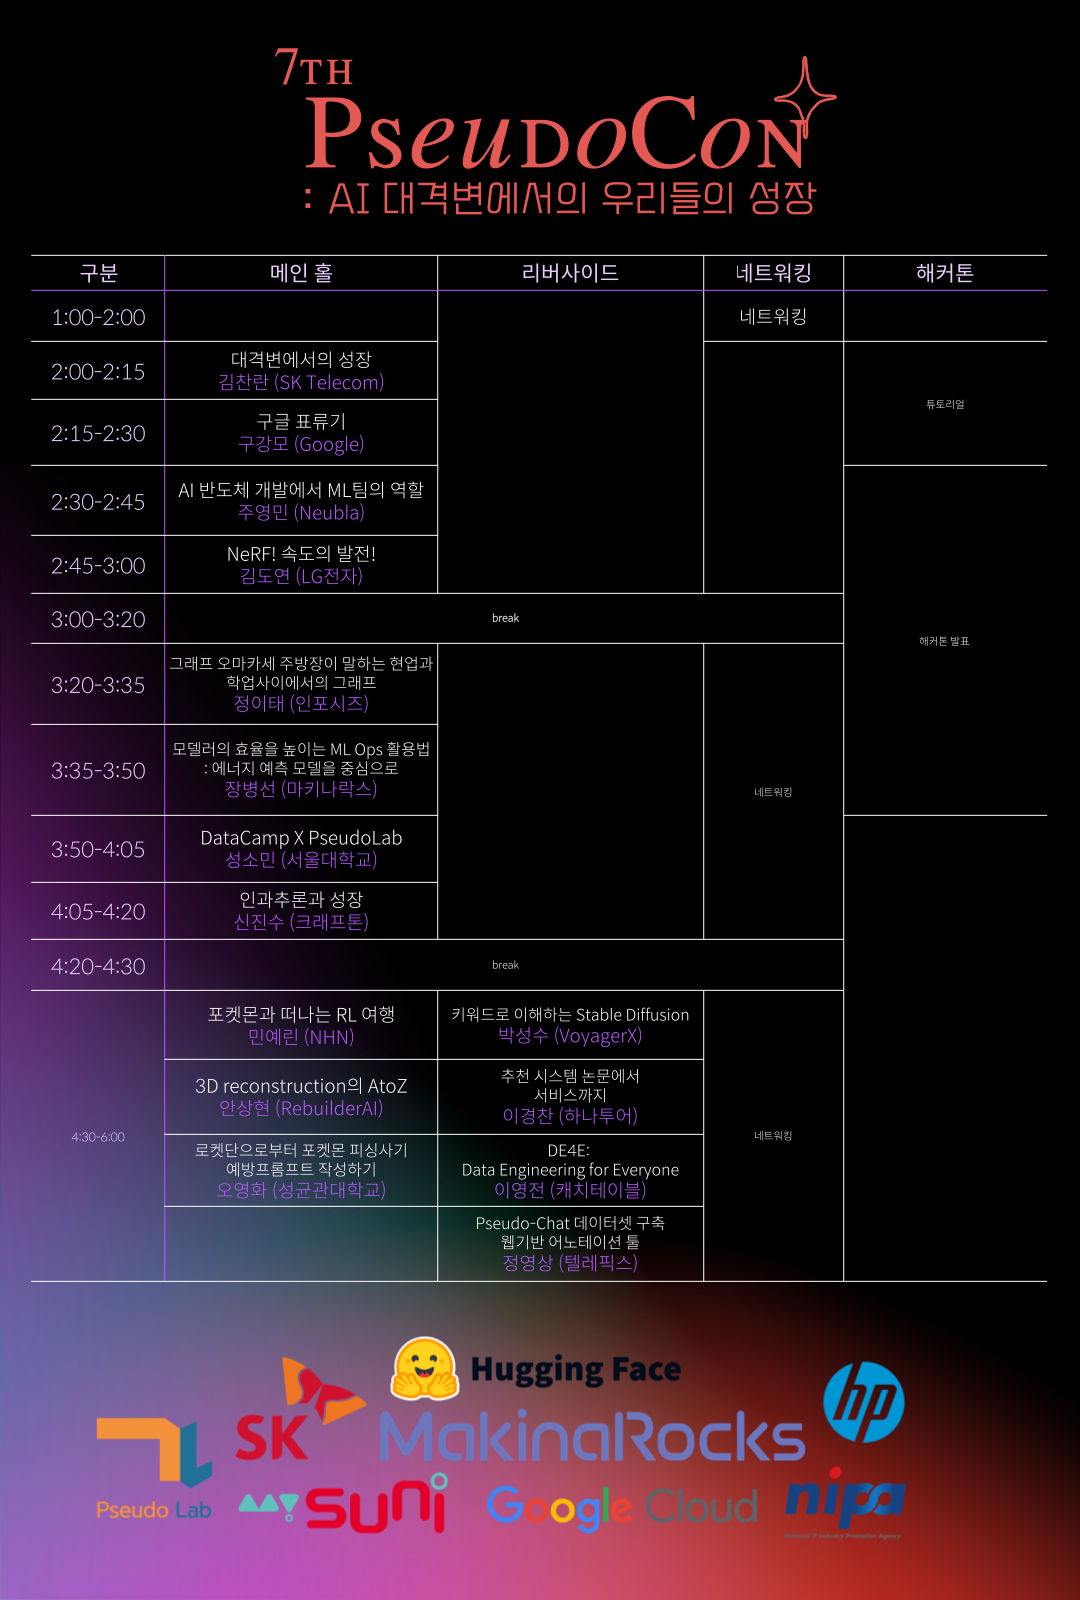 7TH
PseudoCon
: AI 대격변에서의 우리들의 성장
구분 메인 홀 리버사이드 네트워킹 해커톤
1:00-2:00 네트워킹
2:00-2:15 대격변에서의 성장
김찬란 (SK Telecom)
튜토리얼
2:15-2:30 구글 표류기
구강모 (Google)
2:30-2:45 AI 반도체 개발에서 ML팀의 역할
주영민 (Neubla)
2:45-3:00 NeRF! 속도의 발전!
김도연 (LG전자)
3:00-3:20 break
해커톤 발표
3:20-3:35 그래프 오마카세 주방장이 말하는 현업과
학업사이에서의 그래프
정이태 (인포시즈)
3:35-3:50 모델러의 효율을 높이는 ML Ops 활용법
: 에너지 예측 모델을 중심으로
장병선 (마키나락스)
네트워킹
3:50-4:05 DataCamp X PseudoLab
성소민 (서울대학교)
4:05-4:20 인과추론과 성장
신진수 (크래프톤)
4:20-4:30 break
4:30-6:00
포켓몬과 떠나는 RL 여행
민예린 (NHN)
키워드로 이해하는 Stable Diffusion
박성수 (VoyagerX)
3D reconstruction의 AtoZ
안상현 (RebuilderAI)
추천 시스템 논문에서
서비스까지
이경찬 (하나투어)
네트워킹
로켓단으로부터 포켓몬 피싱사기
예방프롬프트 작성하기
오영화 (성균관대학교)
DE4E:
Data Engineering for Everyone
이영전 (캐치테이블)
Pseudo-Chat 데이터셋 구축
웹기반 어노테이션 툴
정영상 (텔레픽스)
Hugging Face
hp
SK
MakinaRocks
Pseudo Lab
SUNI
Google Cloud
nipa
National IT Industry Promotion Agency